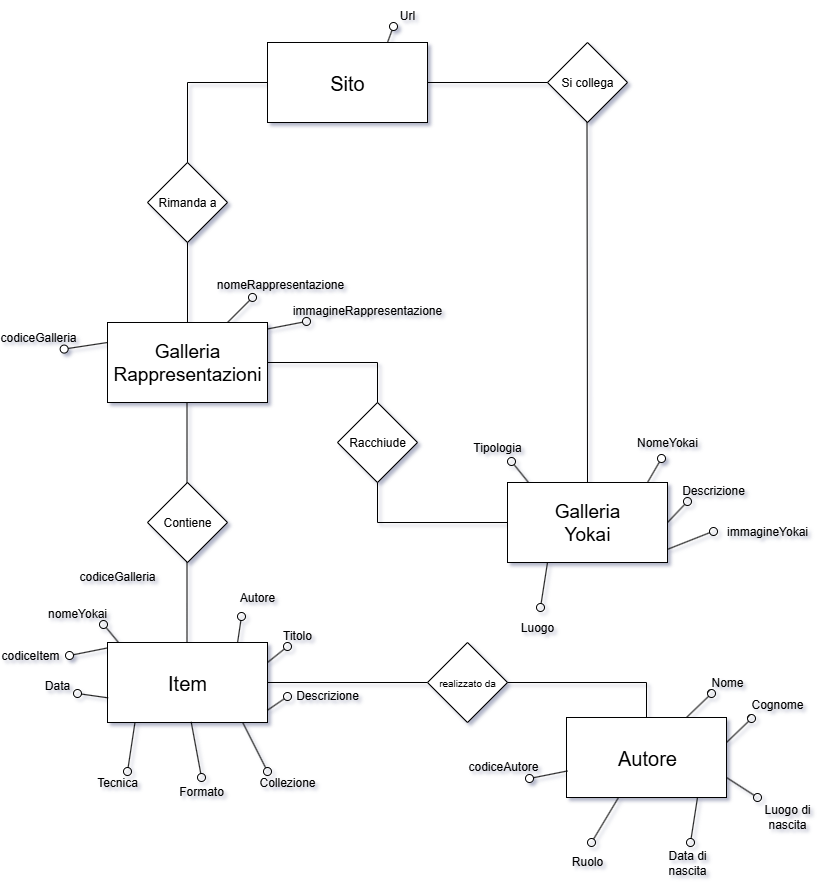 Url
Sito
Si collega
Rimanda a
nomeRappresentazione
immagineRappresentazione
codiceGalleria
Galleria
Rappresentazioni
Racchiude
Tipologia
NomeYokai
Descrizione
immagineYokai
Galleria
Yokai
Luogo
Contiene
codiceGalleria
nomeYokai
Autore
Titolo
codiceItem
Item
Data
Descrizione
Tecnica
Formato
Collezione
realizzato da
Nome
Cognome
codiceAutore
Autore
Luogo di
nascita
Ruolo
Data di
nascita